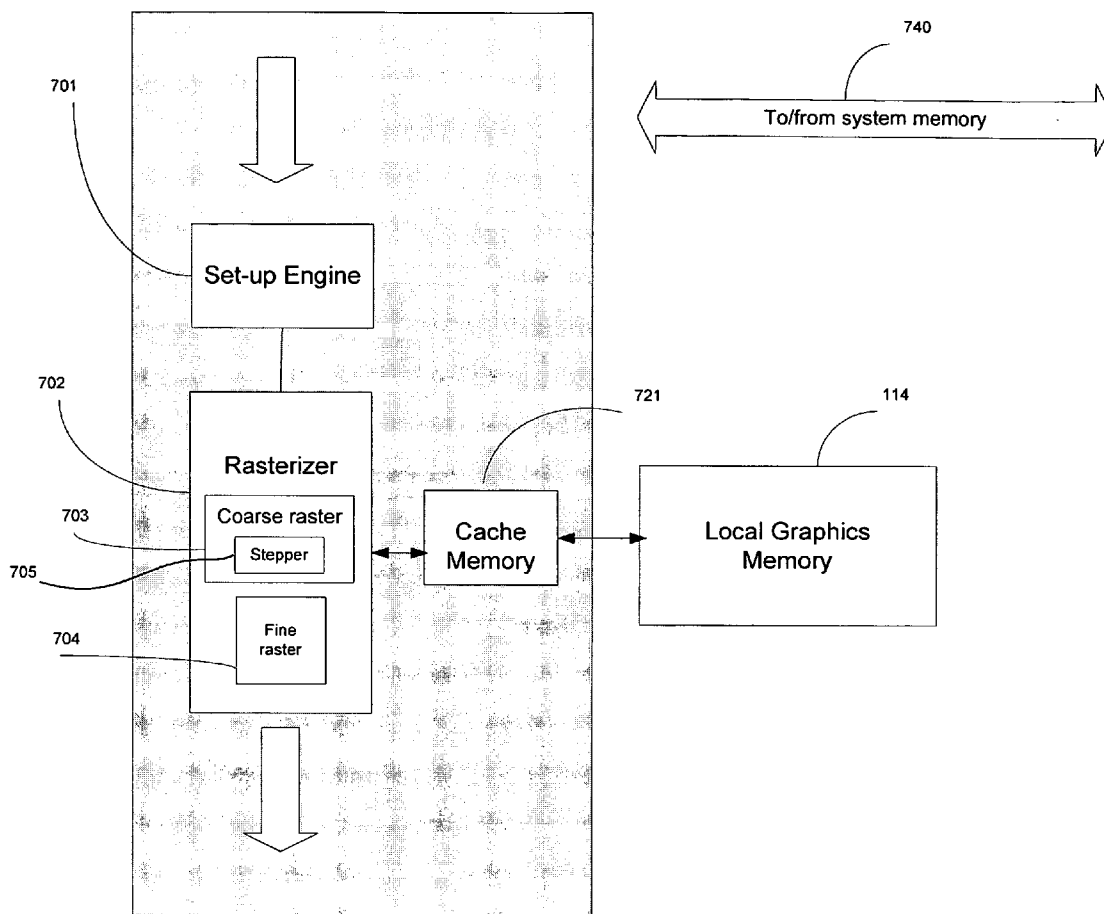 740
701
To/from system memory
Set-up Engine
702
721
114
Rasterizer
Coarse raster
703
Stepper
Cache
Memory
Local Graphics
Memory
705
Fine
raster
704